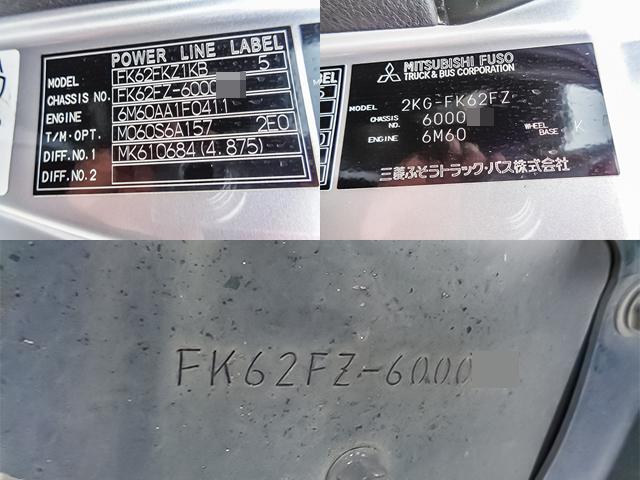 POWER LINE LABEL
MODEL FK62FKZ1KB 5
CHASSIS NO. FK62FZ-6000
ENGINE 6M60AA1F0411
T/M·OPT. M060S6A157 2E0
DIFF.NO.1 MK610684(4.875)
DIFF.NO.2
MITSUBISHI FUSO
TRUCK & BUS CORPORATION
MODEL 2KG-FK62FZ
CHASSIS NO. 6000
ENGINE 6M60 WHEEL BASE K
三菱ふそうトラック・バス株式会社
FK62FZ-6000